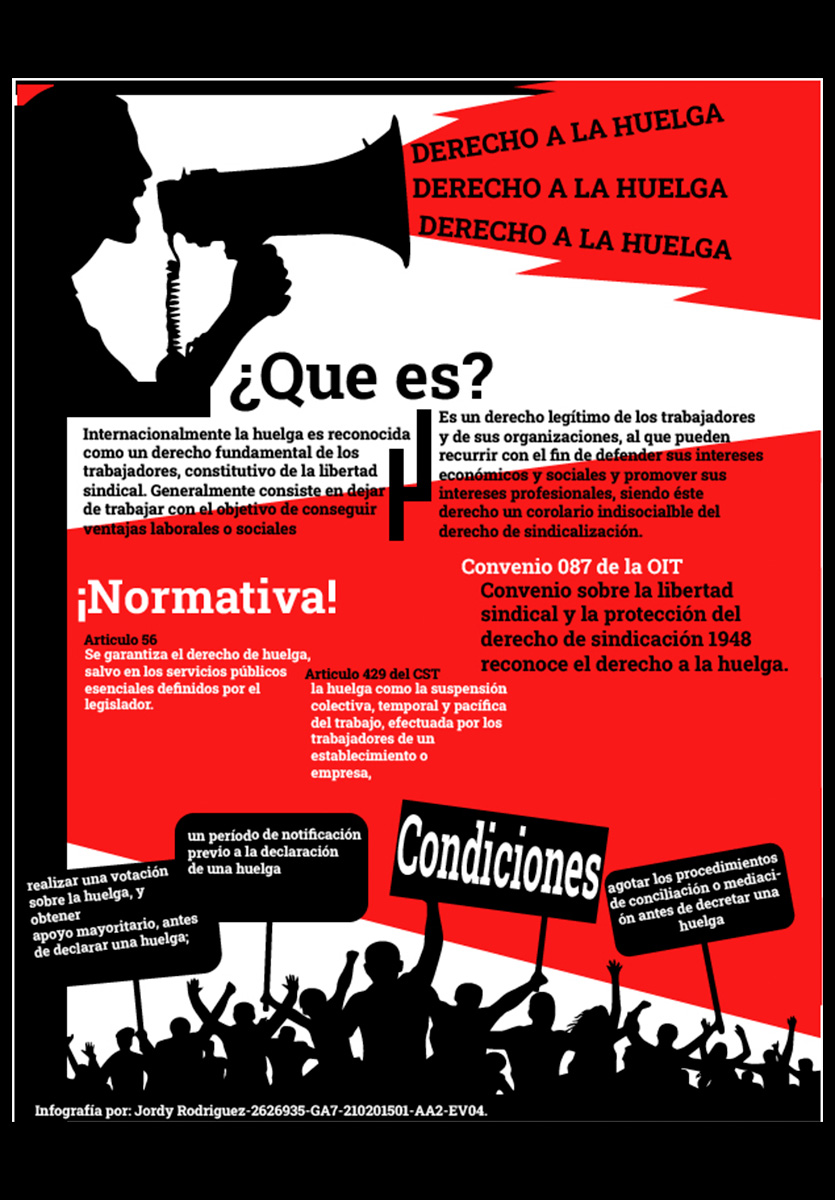 DERECHO A LA HUELGA
DERECHO A LA HUELGA
DERECHO A LA HUELGA
¿Que es?
Internacionalmente la huelga es reconocida
como un derecho fundamental de los
trabajadores, constitutivo de la libertad
sindical. Generalmente consiste en dejar
de trabajar con el objetivo de conseguir
ventajas laborales o sociales
Es un derecho legítimo de los trabajadores
y de sus organizaciones, al que pueden
recurrir con el fin de defender sus intereses
económicos y sociales y promover sus
intereses profesionales, siendo éste
derecho un corolario indisocialble del
derecho de sindicalización.
¡Normativa!
Articulo 56
Se garantiza el derecho de huelga,
salvo en los servicios públicos
esenciales definidos por el
legislador.
Articulo 429 del CST
la huelga como la suspensión
colectiva, temporal y pacífica
del trabajo, efectuada por los
trabajadores de un
establecimiento o
empresa,
Convenio 087 de la OIT
Convenio sobre la libertad
sindical y la protección del
derecho de sindicación 1948
reconoce el derecho a la huelga.
realizar una votación
sobre la huelga, y
obtener
apoyo mayoritario, antes
de declarar una huelga;
un período de notificación
previo a la declaración
de una huelga
Condiciones
agotar los procedimientos
de conciliación o mediaci-
ón antes de decretar una
huelga
Infografía por: Jordy Rodriguez-2626935-GA7-210201501-AA2-EV04.